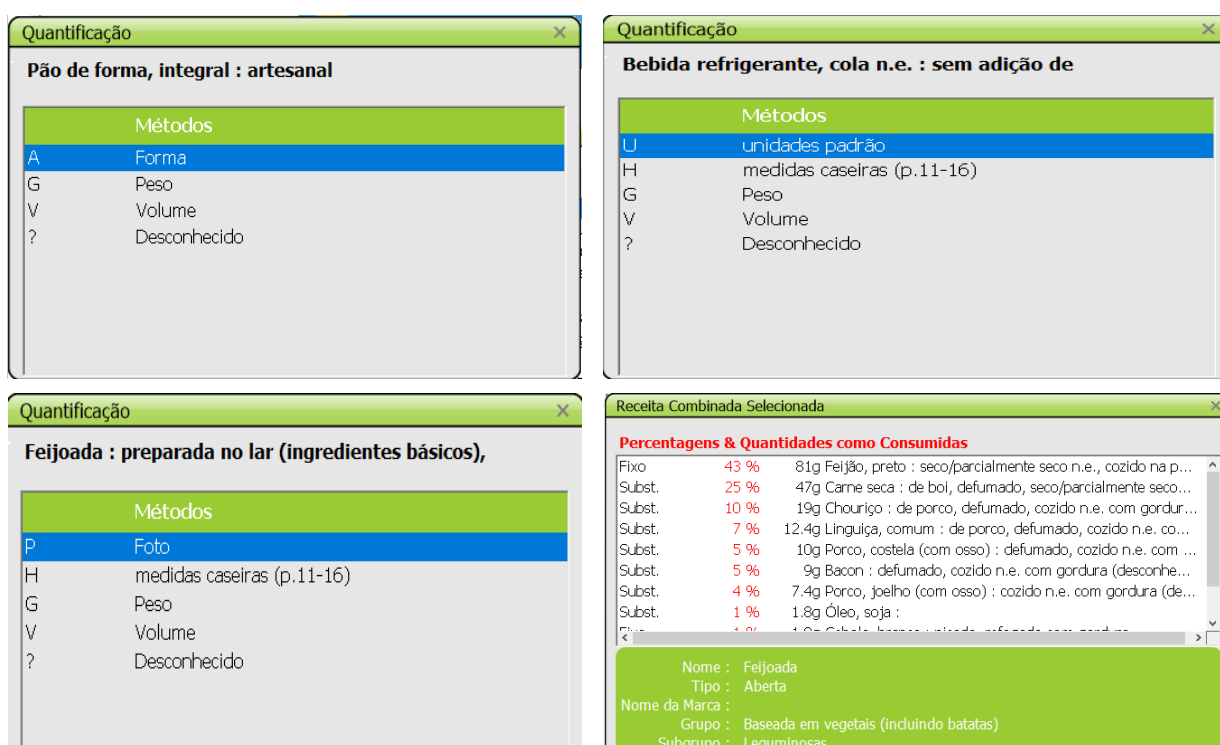 Quantificação
Pão de forma, integral : artesanal
Métodos
A Forma
G Peso
V Volume
? Desconhecido
Quantificação
Bebida refrigerante, cola n.e. : sem adição de
Métodos
U unidades padrão
H medidas caseiras (p.11-16)
G Peso
V Volume
? Desconhecido
Quantificação
Feijoada : preparada no lar (ingredientes básicos),
Métodos
P Foto
H medidas caseiras (p.11-16)
G Peso
V Volume
? Desconhecido
Receita Combinada Selecionada
Percentagens & Quantidades como Consumidas
Fixo 43 % 81g Feijão, preto : seco/parcialmente seco n.e., cozido na p...
Subst. 25 % 47g Carne seca : de boi, defumado, seco/parcialmente seco...
Subst. 10 % 19g Chouriço : de porco, defumado, cozido n.e. com gordur...
Subst. 7 % 12.4g Linguiça, comum : de porco, defumado, cozido n.e. co...
Subst. 5 % 10g Porco, costela (com osso) : defumado, cozido n.e. com ...
Subst. 5 % 9g Bacon : defumado, cozido n.e. com gordura (desconhe...
Subst. 4 % 7.4g Porco, joelho (com osso) : cozido n.e. com gordura (de...
Subst. 1 % 1.8g Óleo, soja :
Nome : Feijoada
Tipo : Aberta
Nome da Marca :
Grupo : Baseada em vegetais (incluindo batatas)
Subgrupo : Leguminosas